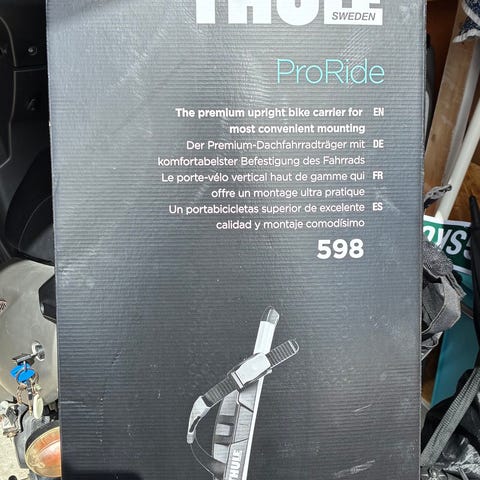 THULE
SWEDEN
ProRide
The premium upright bike carrier for EN
most convenient mounting
Der Premium-Dachfahrradträger mit DE
komfortabelster Befestigung des Fahrrads
Le porte-vélo vertical haut de gamme qui FR
offre un montage ultra pratique
Un portabicicletas superior de excelente ES
calidad y montaje comodísimo
598
THULE